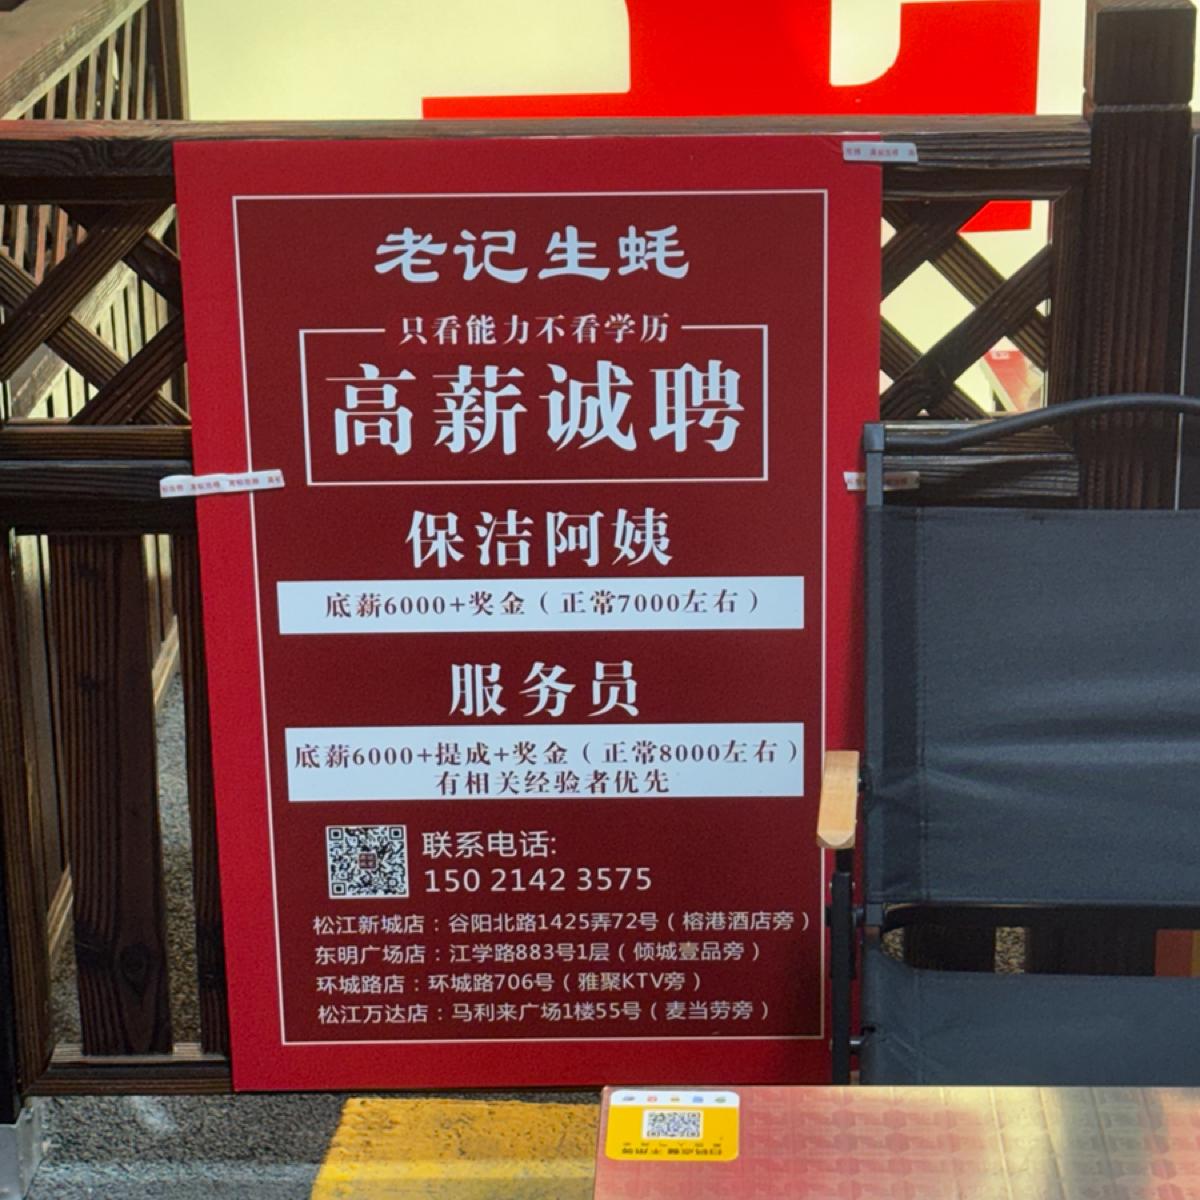 老记生蚝
只看能力不看学历
高薪诚聘
保洁阿姨
底薪6000+奖金（正常7000左右）
服务员
底薪6000+提成+奖金（正常8000左右）
有相关经验者优先
联系电话:
150 2142 3575
松江新城店：谷阳北路1425弄72号（榕港酒店旁）
东明广场店：江学路883号1层（倾城壹品旁）
环城路店：环城路706号（雅聚KTV旁）
松江万达店：马利来广场1楼55号（麦当劳旁）